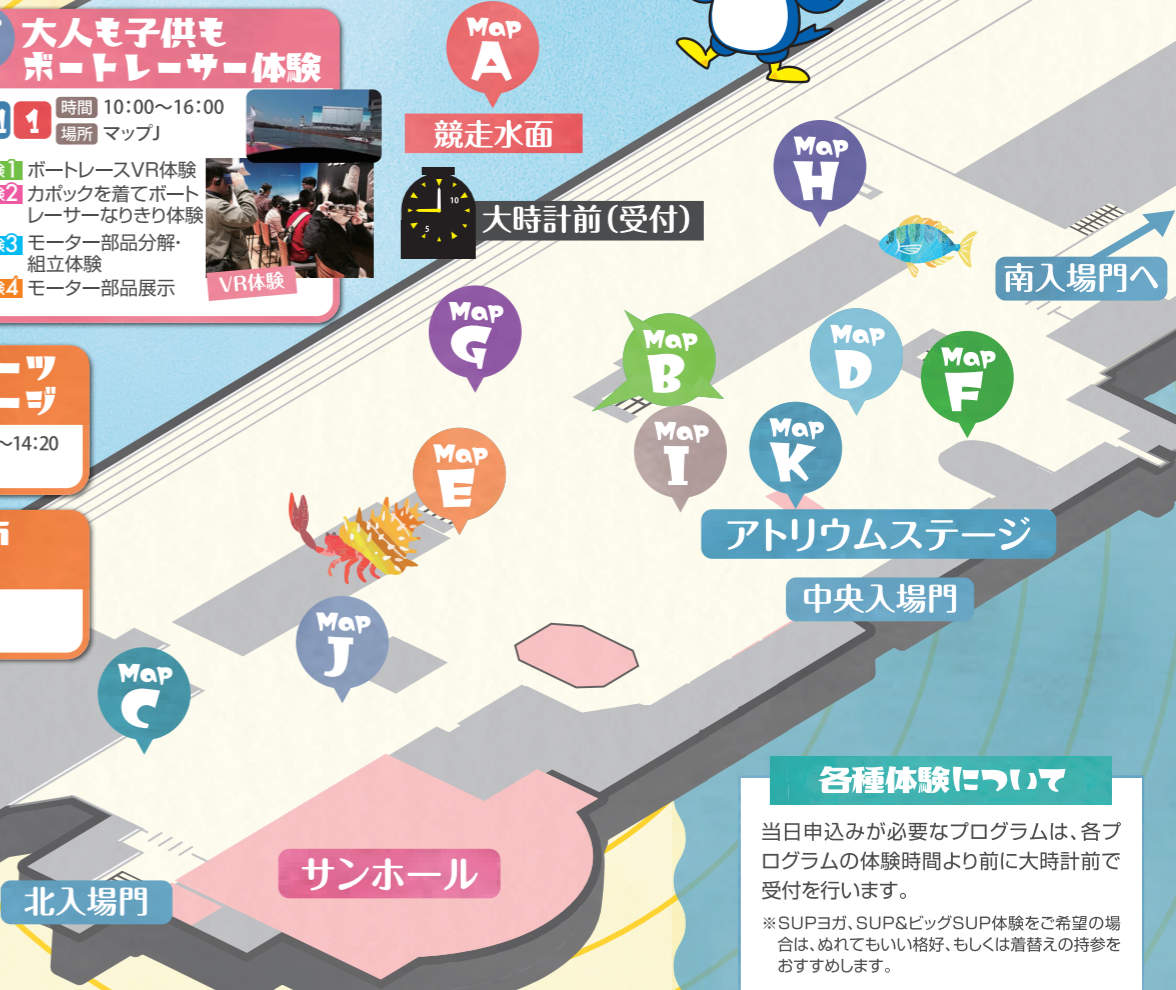 大人も子供も
ボートレーサー体験
1
時間 10:00〜16:00
場所 マップJ
1 ボートレースVR体験
2 カポックを着てボート
レーサーなりきり体験
3 モーター部品分解・
組立体験
4 モーター部品展示
VR体験
〜14:20
Map
A
競走水面
10
5
大時計前(受付)
Map
H
南入場門へ
Map
G
Map
B
Map
D
Map
F
Map
I
Map
K
Map
E
アトリウムステージ
中央入場門
Map
J
Map
C
サンホール
北入場門
各種体験について
当日申込みが必要なプログラムは、各プ
ログラムの体験時間より前に大時計前で
受付を行います。
※SUPヨガ、SUP&ビッグSUP体験をご希望の場
合は、ぬれてもいい格好、もしくは着替えの持参を
おすすめします。